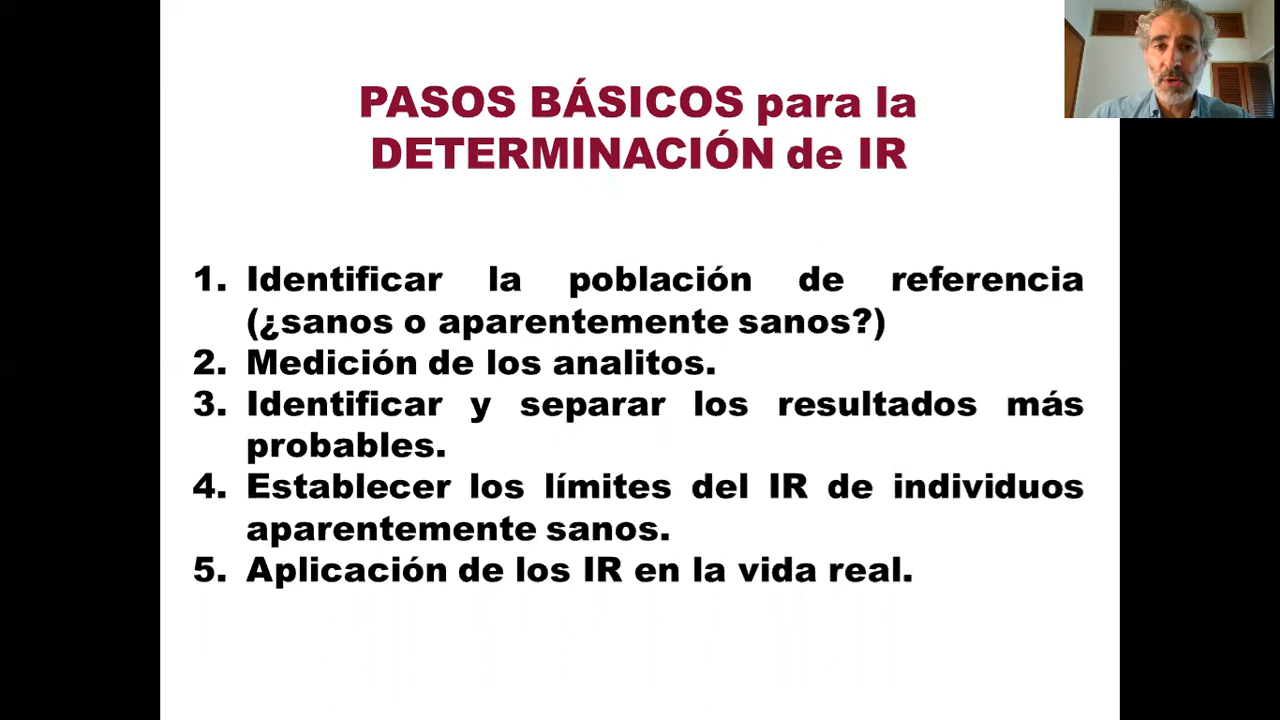 PASOS BÁSICOS para la
DETERMINACIÓN de IR
1. Identificar la población de referencia
(¿sanos o aparentemente sanos?)
2. Medición de los analitos.
3. Identificar y separar los resultados más
probables.
4. Establecer los límites del IR de individuos
aparentemente sanos.
5. Aplicación de los IR en la vida real.